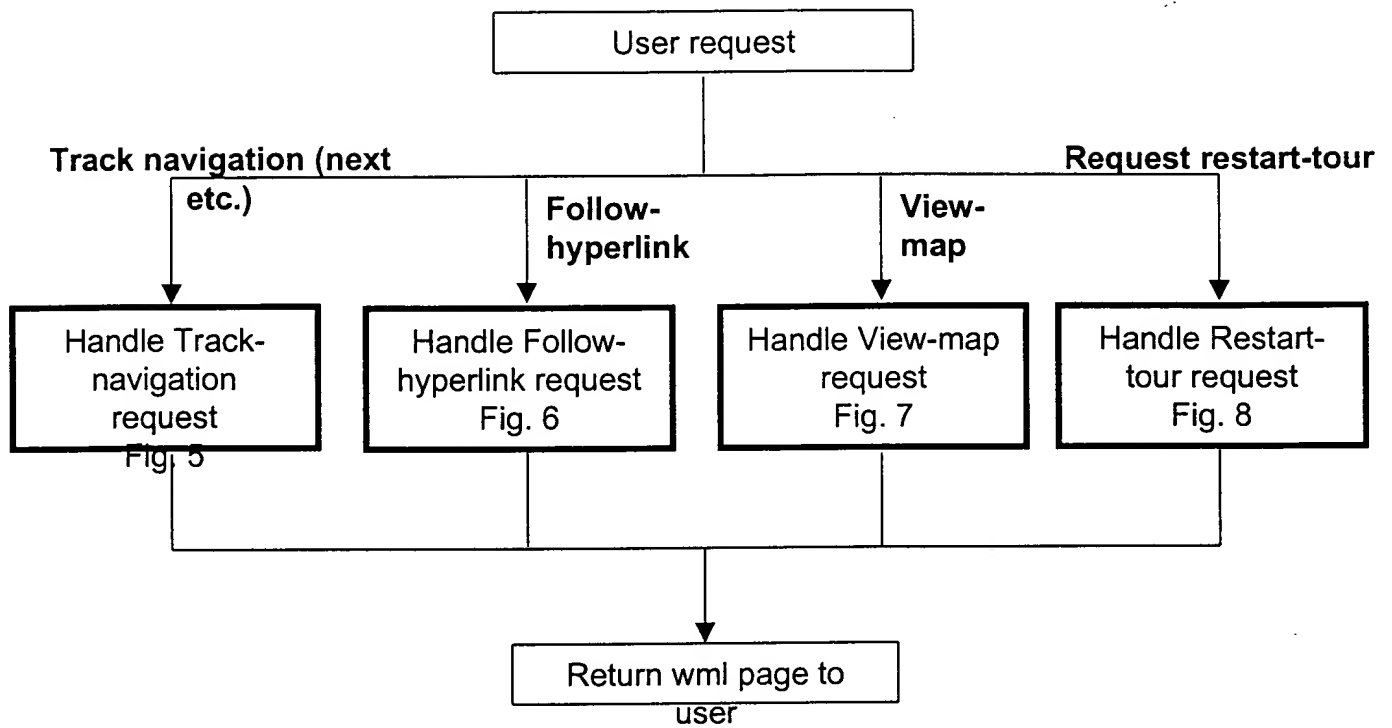 User request
Track navigation (next
etc.)
Follow-
hyperlink
View-
map
Request restart-tour
Handle Track-
navigation
request
Fig. 5
Handle Follow-
hyperlink request
Fig. 6
Handle View-map
request
Fig. 7
Handle Restart-
tour request
Fig. 8
Return wml page to
user